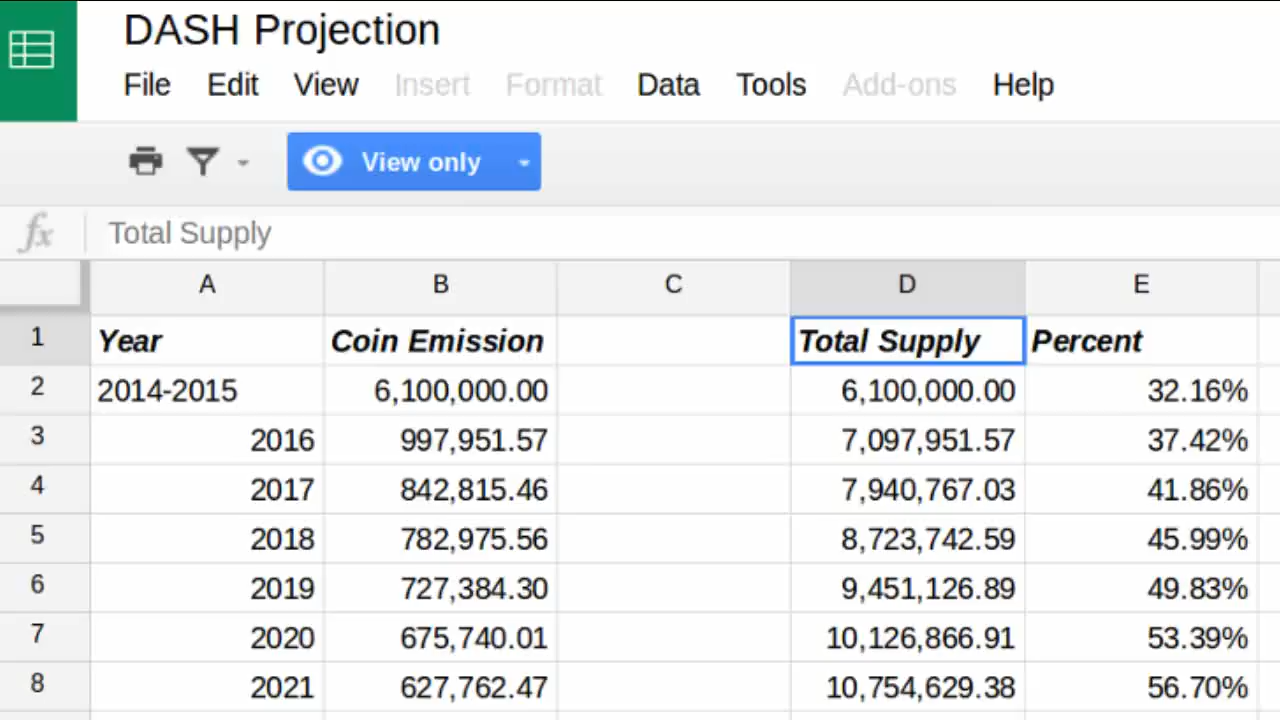 DASH Projection
File Edit View Insert Format Data Tools Add-ons Help
View only
fx Total Supply
A B C D E
1 Year Coin Emission Total Supply Percent
2 2014-2015 6,100,000.00 6,100,000.00 32.16%
3 2016 997,951.57 7,097,951.57 37.42%
4 2017 842,815.46 7,940,767.03 41.86%
5 2018 782,975.56 8,723,742.59 45.99%
6 2019 727,384.30 9,451,126.89 49.83%
7 2020 675,740.01 10,126,866.91 53.39%
8 2021 627,762.47 10,754,629.38 56.70%